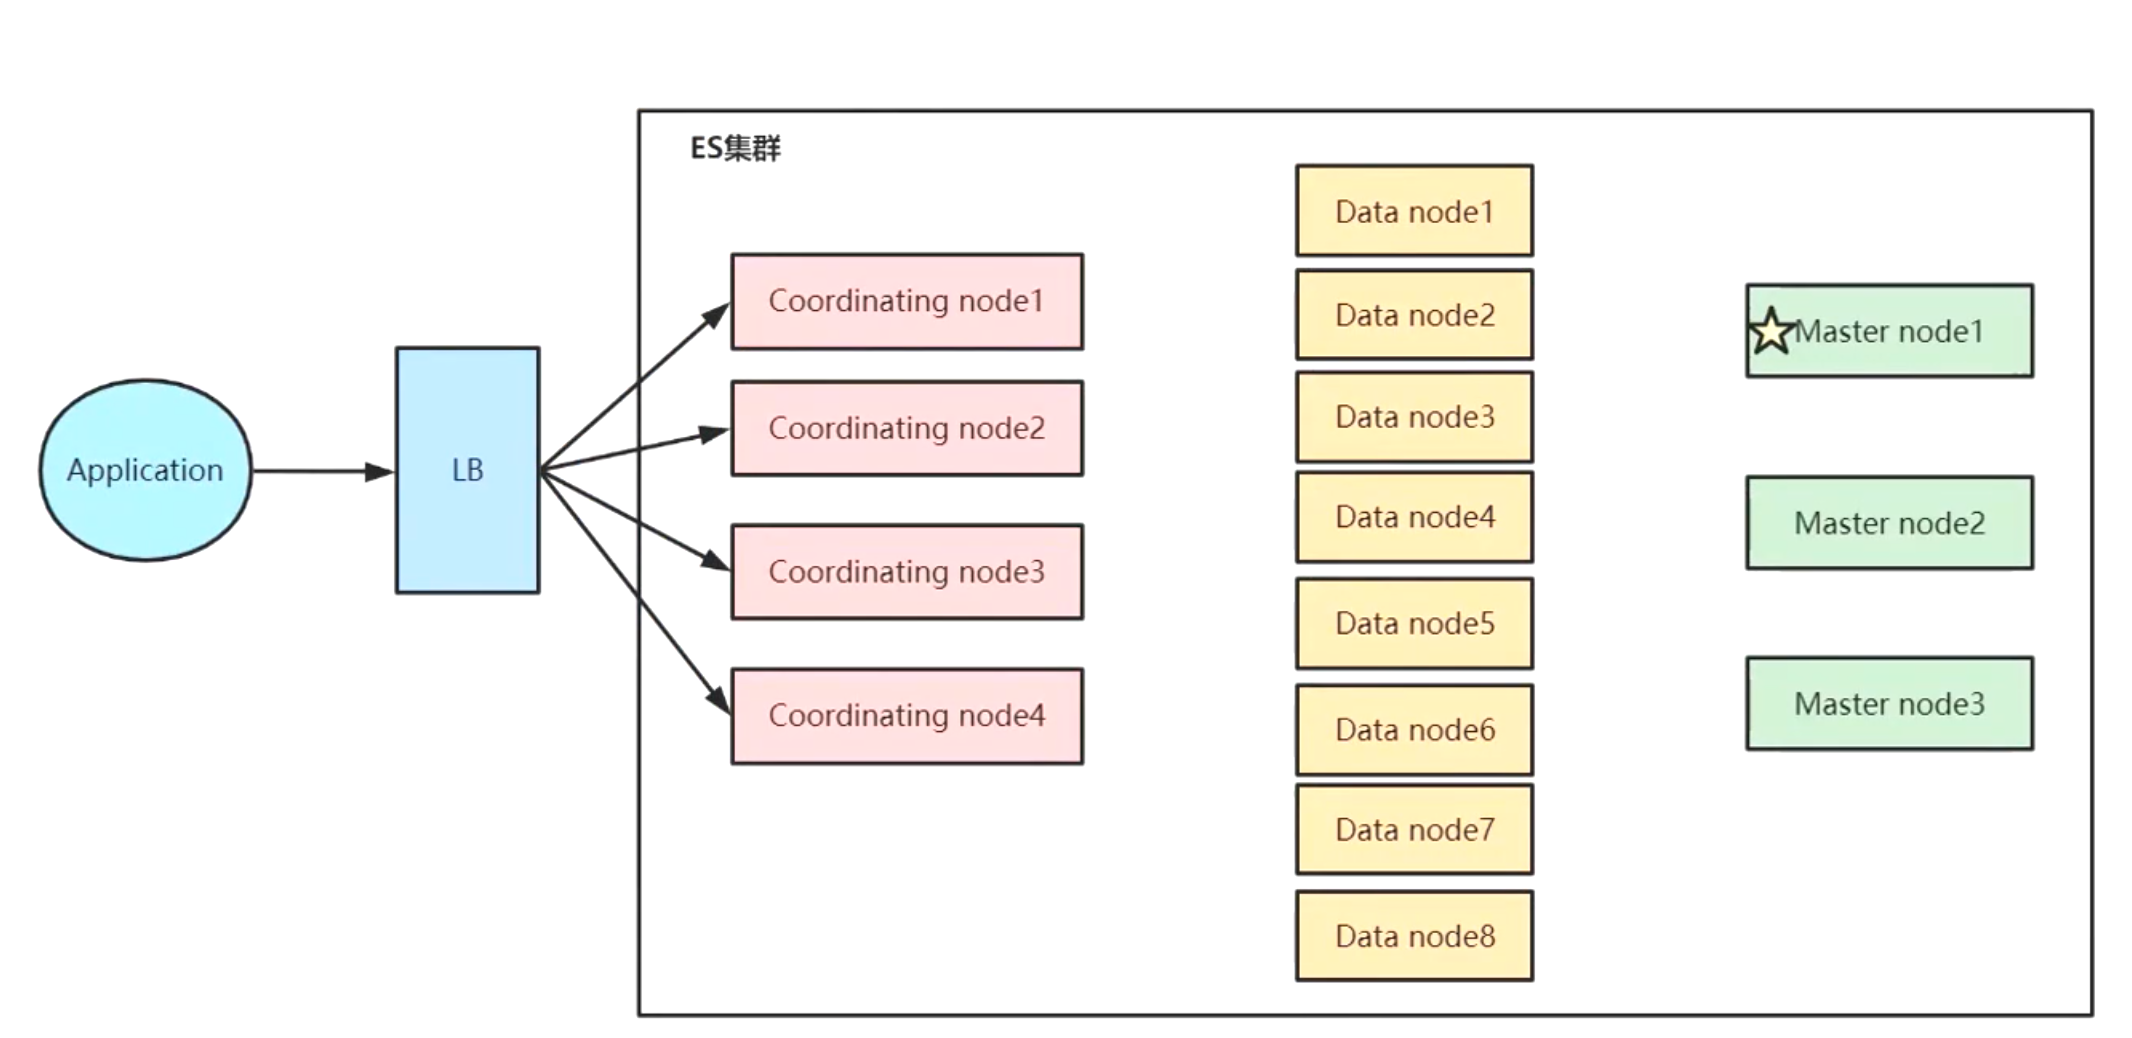 ES集群
Application
LB
Coordinating node1
Coordinating node2
Coordinating node3
Coordinating node4
Data node1
Data node2
Data node3
Data node4
Data node5
Data node6
Data node7
Data node8
Master node1
Master node2
Master node3